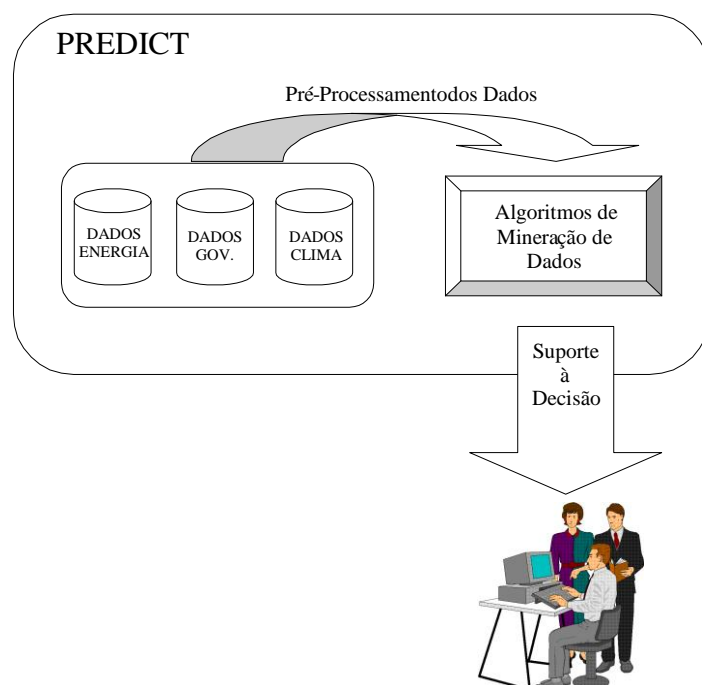 PREDICT
Pré-Processamentodos Dados
DADOS
ENERGIA
DADOS
GOV.
DADOS
CLIMA
Algoritmos de
Mineração de
Dados
Suporte
à
Decisão